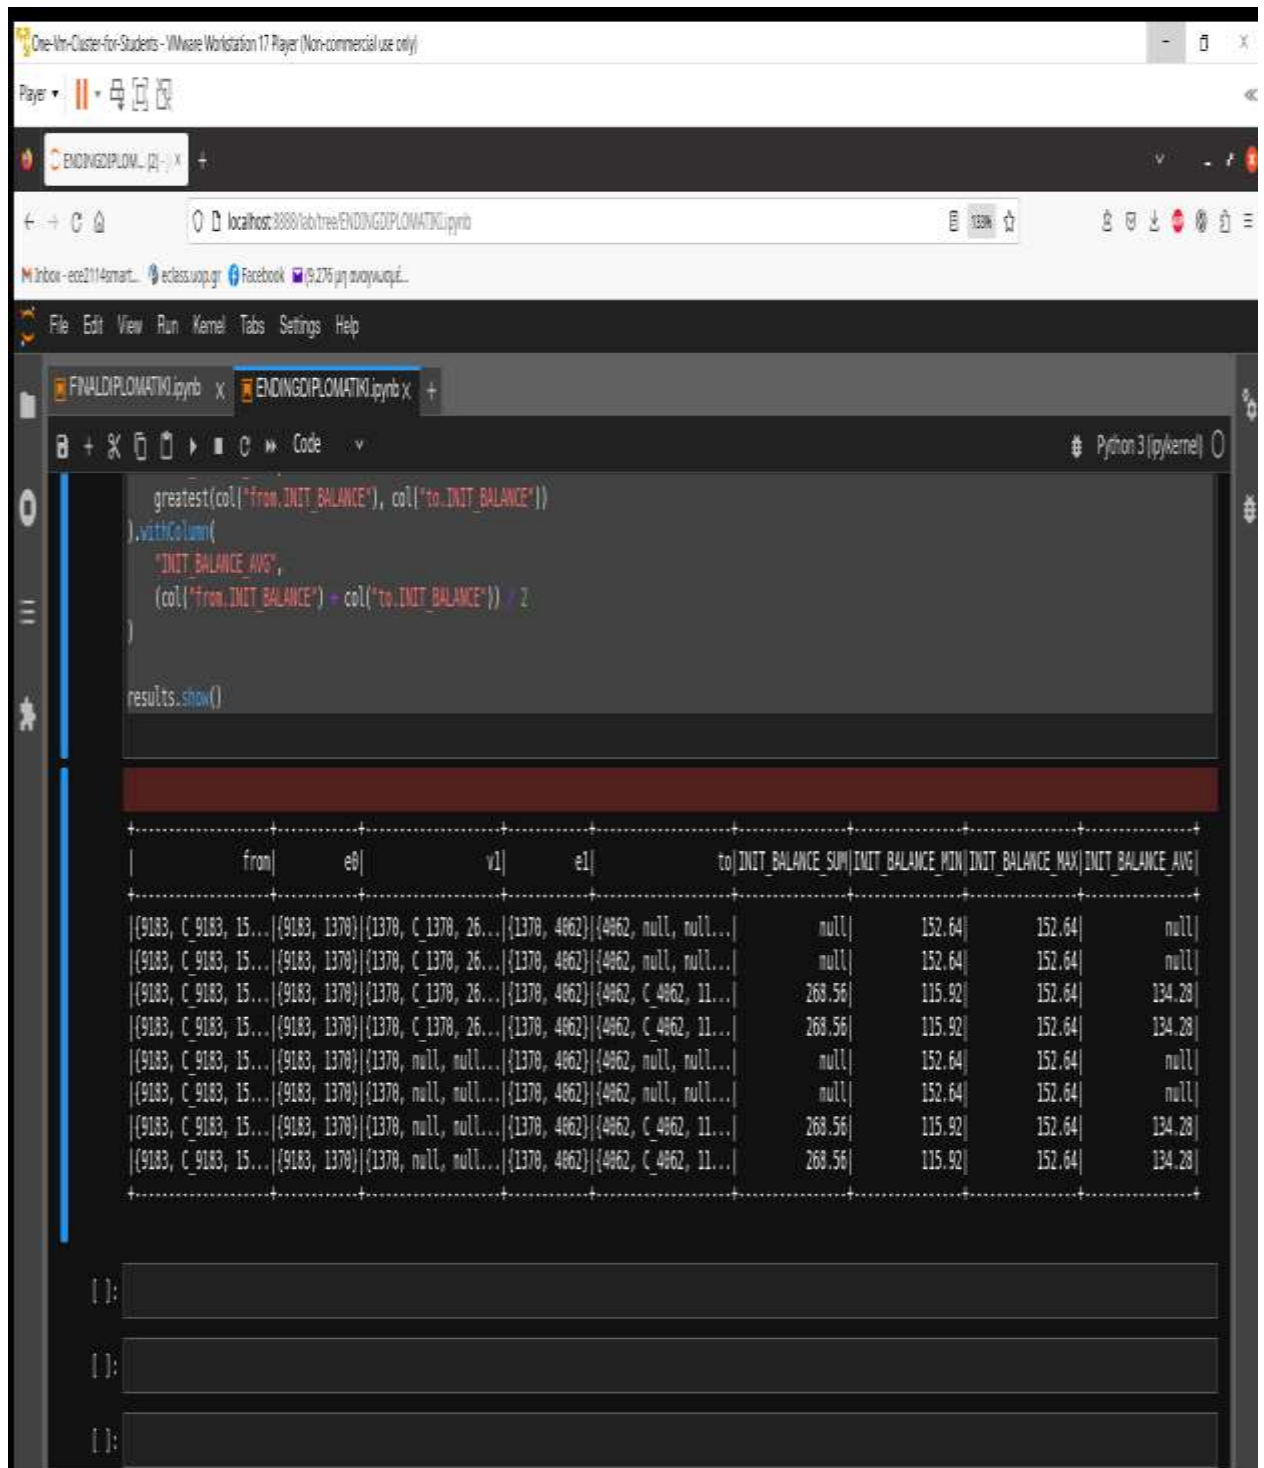 One-Vm-Cluster-for-Students - VMware Workstation 17 Player (Non-commercial use only)
Player
ENDINGDIPLOM... (2) -
localhost:8888/lab/tree/ENDINGDIPLOMATIKI.ipynb
133%
Inbox - ece2114smart... eclass.uop.gr Facebook (9.276 μη αναγνωσμέ...
File Edit View Run Kernel Tabs Settings Help
FINALDIPLOMATIKI.ipynb ENDINGDIPLOMATIKI.ipynb
Code Python 3 (ipykernel)
greatest(col("from.INIT_BALANCE"), col("to.INIT_BALANCE"))
).withColumn(
"INIT_BALANCE_AVG",
(col("from.INIT_BALANCE") + col("to.INIT_BALANCE")) / 2
)
results.show()
+--------------------+------------+--------------------+------------+--------------------+----------------+----------------+----------------+----------------+
| from| e0| v1| e1| to|INIT_BALANCE_SUM|INIT_BALANCE_MIN|INIT_BALANCE_MAX|INIT_BALANCE_AVG|
+--------------------+------------+--------------------+------------+--------------------+----------------+----------------+----------------+----------------+
|{9183, C_9183, 15...|{9183, 1370}|{1370, C_1370, 26...|{1370, 4062}|{4062, null, null...| null| 152.64| 152.64| null|
|{9183, C_9183, 15...|{9183, 1370}|{1370, C_1370, 26...|{1370, 4062}|{4062, null, null...| null| 152.64| 152.64| null|
|{9183, C_9183, 15...|{9183, 1370}|{1370, C_1370, 26...|{1370, 4062}|{4062, C_4062, 11...| 268.56| 115.92| 152.64| 134.28|
|{9183, C_9183, 15...|{9183, 1370}|{1370, C_1370, 26...|{1370, 4062}|{4062, C_4062, 11...| 268.56| 115.92| 152.64| 134.28|
|{9183, C_9183, 15...|{9183, 1370}|{1370, null, null...|{1370, 4062}|{4062, null, null...| null| 152.64| 152.64| null|
|{9183, C_9183, 15...|{9183, 1370}|{1370, null, null...|{1370, 4062}|{4062, null, null...| null| 152.64| 152.64| null|
|{9183, C_9183, 15...|{9183, 1370}|{1370, null, null...|{1370, 4062}|{4062, C_4062, 11...| 268.56| 115.92| 152.64| 134.28|
|{9183, C_9183, 15...|{9183, 1370}|{1370, null, null...|{1370, 4062}|{4062, C_4062, 11...| 268.56| 115.92| 152.64| 134.28|
+--------------------+------------+--------------------+------------+--------------------+----------------+----------------+----------------+----------------+
[ ]:
[ ]:
[ ]: